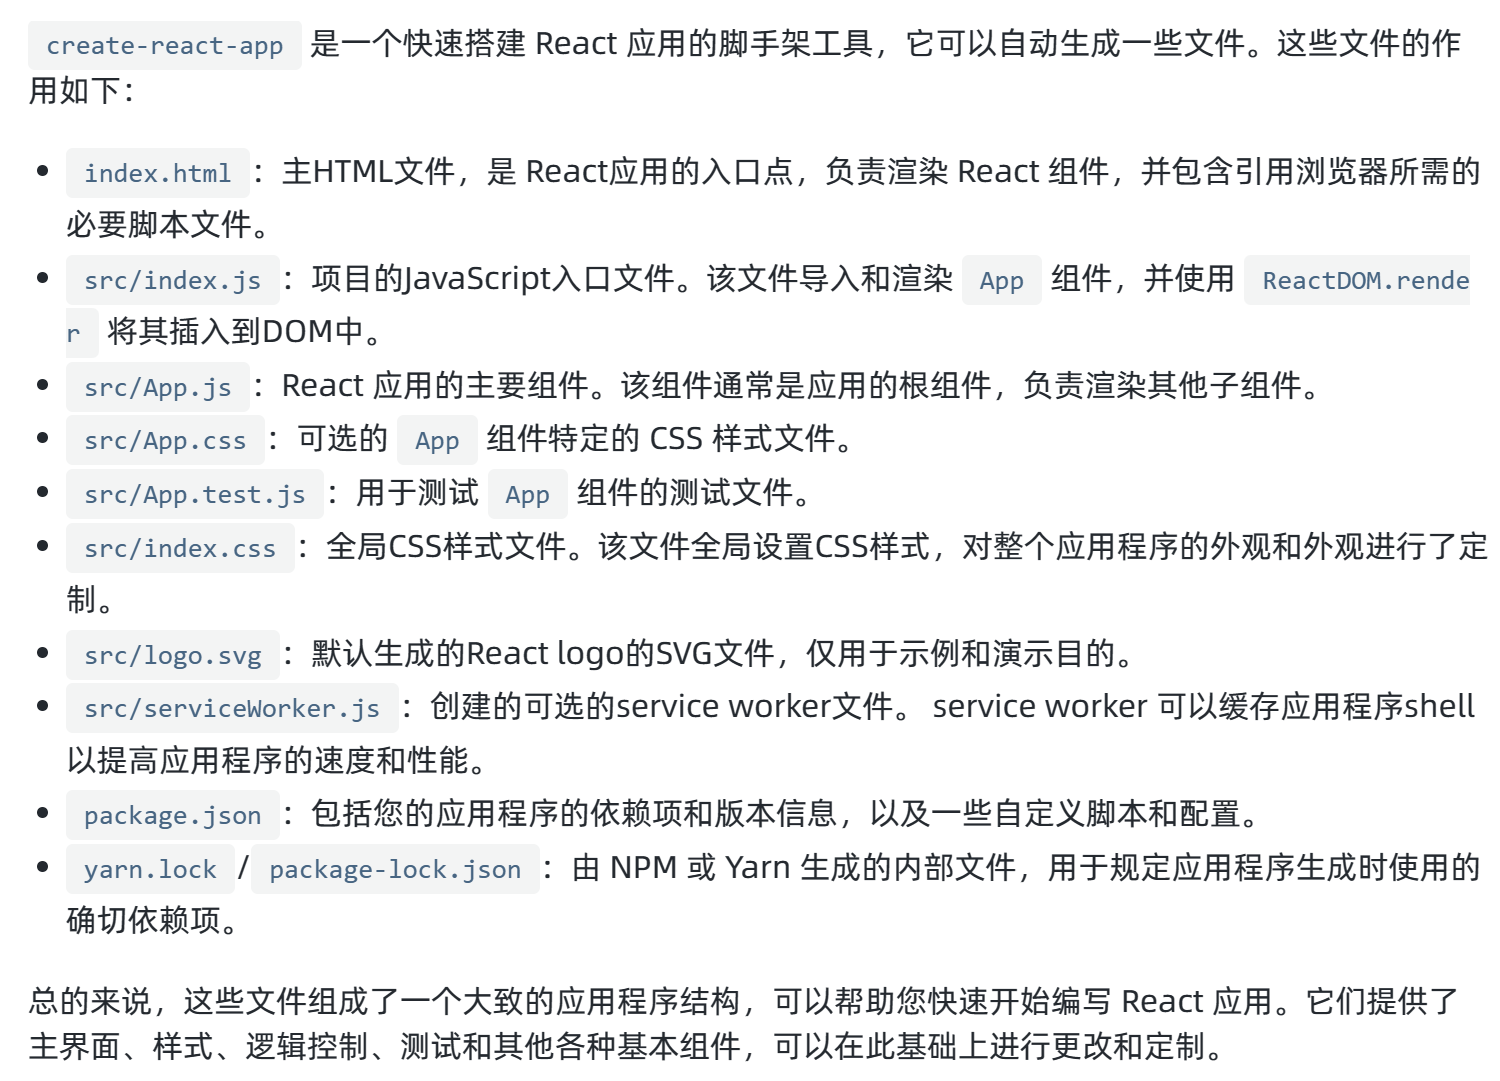 create-react-app 是一个快速搭建 React 应用的脚手架工具，它可以自动生成一些文件。这些文件的作
用如下：
• index.html ：主HTML文件，是 React应用的入口点，负责渲染 React 组件，并包含引用浏览器所需的
必要脚本文件。
• src/index.js ：项目的JavaScript入口文件。该文件导入和渲染 App 组件，并使用 ReactDOM.rende
r 将其插入到DOM中。
• src/App.js ：React 应用的主要组件。该组件通常是应用的根组件，负责渲染其他子组件。
• src/App.css ：可选的 App 组件特定的 CSS 样式文件。
• src/App.test.js ：用于测试 App 组件的测试文件。
• src/index.css ：全局CSS样式文件。该文件全局设置CSS样式，对整个应用程序的外观和外观进行了定
制。
• src/logo.svg ：默认生成的React logo的SVG文件，仅用于示例和演示目的。
• src/serviceWorker.js ：创建的可选的service worker文件。 service worker 可以缓存应用程序shell
以提高应用程序的速度和性能。
• package.json ：包括您的应用程序的依赖项和版本信息，以及一些自定义脚本和配置。
• yarn.lock / package-lock.json ：由 NPM 或 Yarn 生成的内部文件，用于规定应用程序生成时使用的
确切依赖项。
总的来说，这些文件组成了一个大致的应用程序结构，可以帮助您快速开始编写 React 应用。它们提供了
主界面、样式、逻辑控制、测试和其他各种基本组件，可以在此基础上进行更改和定制。